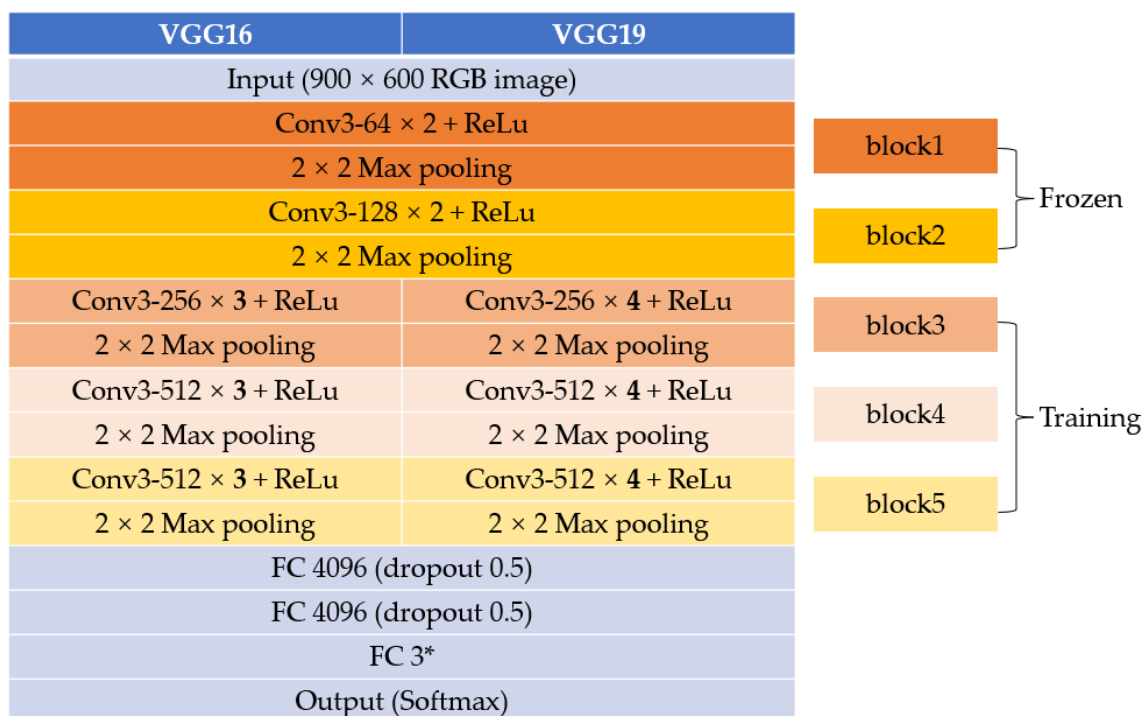 VGG16 VGG19
Input (900 × 600 RGB image)
Conv3-64 × 2 + ReLu
2 × 2 Max pooling
Conv3-128 × 2 + ReLu
2 × 2 Max pooling
Conv3-256 × 3 + ReLu Conv3-256 × 4 + ReLu
2 × 2 Max pooling 2 × 2 Max pooling
Conv3-512 × 3 + ReLu Conv3-512 × 4 + ReLu
2 × 2 Max pooling 2 × 2 Max pooling
Conv3-512 × 3 + ReLu Conv3-512 × 4 + ReLu
2 × 2 Max pooling 2 × 2 Max pooling
FC 4096 (dropout 0.5)
FC 4096 (dropout 0.5)
FC 3*
Output (Softmax)
block1
block2
Frozen
block3
block4
block5
Training